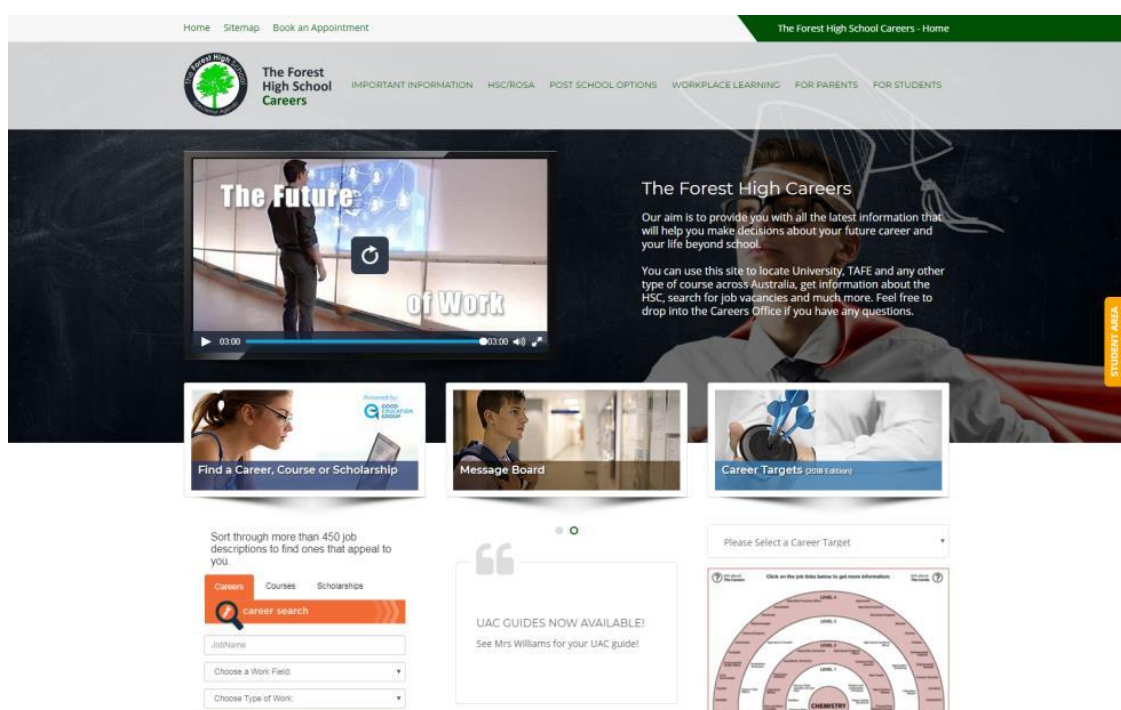 Home Sitemap Book an Appointment
The Forest High School Careers - Home
The Forest High School
The Forest
High School
Careers
IMPORTANT INFORMATION HSC/ROSA POST SCHOOL OPTIONS WORKPLACE LEARNING FOR PARENTS FOR STUDENTS
The Future
of Work
03:00 03:00
The Forest High Careers
Our aim is to provide you with all the latest information that
will help you make decisions about your future career and
your life beyond school.
You can use this site to locate University, TAFE and any other
type of course across Australia, get information about the
HSC, search for job vacancies and much more. Feel free to
drop into the Careers Office if you have any questions.
STUDENT AREA
Powered by
GOOD
EDUCATION
GROUP
Find a Career, Course or Scholarship
Message Board
Career Targets (2018 Edition)
Sort through more than 450 job
descriptions to find ones that appeal to
you.
Careers Courses Scholarships
career search
JobName
Choose a Work Field:
Choose Type of Work:
UAC GUIDES NOW AVAILABLE!
See Mrs Williams for your UAC guide!
Please Select a Career Target
Click on the job links below to get more information:
LEVEL 4
LEVEL 3
LEVEL 2
LEVEL 1
CHEMISTRY